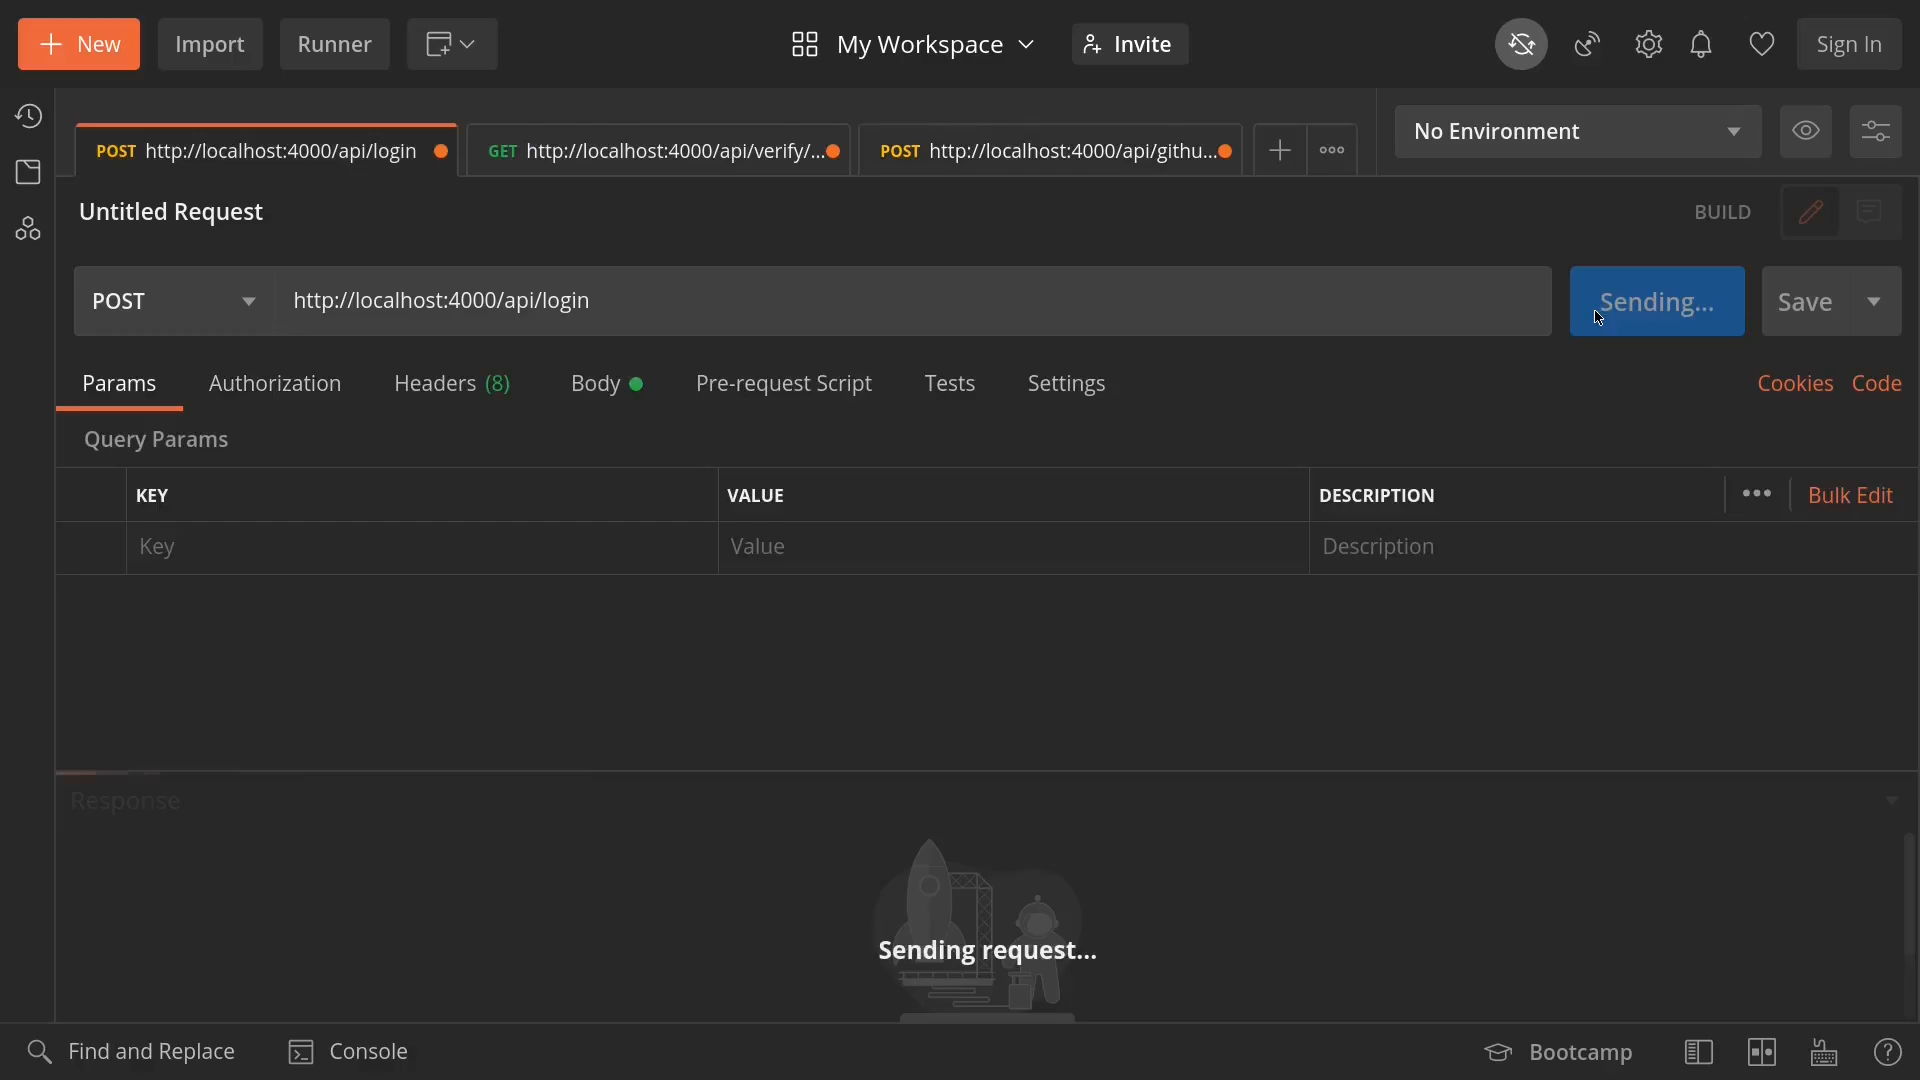 New
Import
Runner
My Workspace
Invite
Sign In
POST http://localhost:4000/api/login
GET http://localhost:4000/api/verify/...
POST http://localhost:4000/api/githu...
No Environment
Untitled Request
BUILD
POST
http://localhost:4000/api/login
Sending...
Save
Params
Authorization
Headers (8)
Body
Pre-request Script
Tests
Settings
Cookies
Code
Query Params
KEY
VALUE
DESCRIPTION
Bulk Edit
Key
Value
Description
Response
Sending request...
Find and Replace
Console
Bootcamp